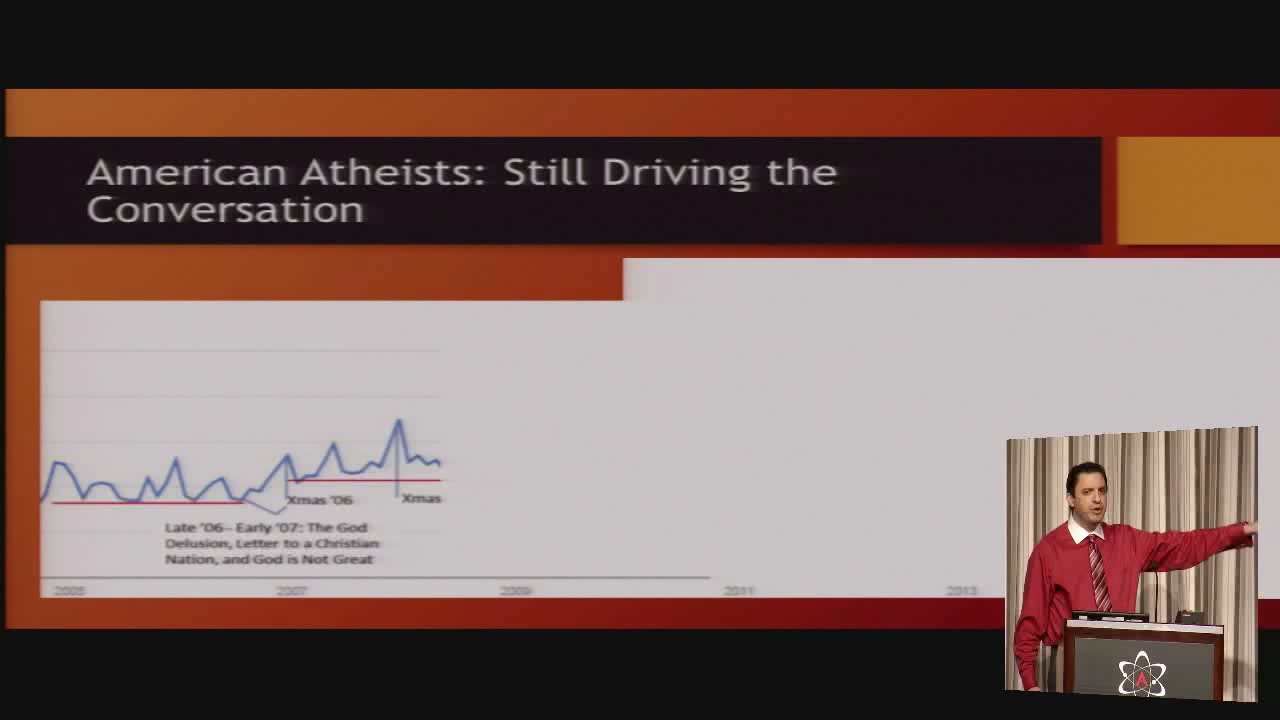 American Atheists: Still Driving the
Conversation
Xmas '06
Xmas
Late '06 - Early '07: The God
Delusion, Letter to a Christian
Nation, and God is Not Great
2007
2009
2011
2013
A